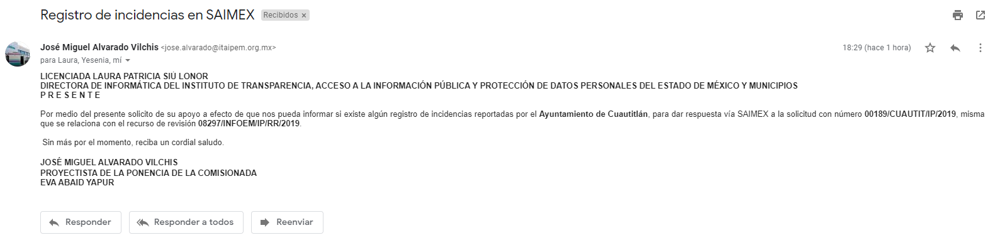 Registro de incidencias en SAIMEX Recibidos ×
José Miguel Alvarado Vilchis <jose.alvarado@itaipem.org.mx> 18:29 (hace 1 hora)
para Laura, Yesenia, mí
LICENCIADA LAURA PATRICIA SIÚ LONOR
DIRECTORA DE INFORMÁTICA DEL INSTITUTO DE TRANSPARENCIA, ACCESO A LA INFORMACIÓN PÚBLICA Y PROTECCIÓN DE DATOS PERSONALES DEL ESTADO DE MÉXICO Y MUNICIPIOS
P R E S E N T E
Por medio del presente solicito de su apoyo a efecto de que nos pueda informar si existe algún registro de incidencias reportadas por el Ayuntamiento de Cuautitlán, para dar respuesta vía SAIMEX a la solicitud con número 00189/CUAUTIT/IP/2019, misma
que se relaciona con el recurso de revisión 08297/INFOEM/IP/RR/2019.
Sin más por el momento, reciba un cordial saludo.
JOSÉ MIGUEL ALVARADO VILCHIS
PROYECTISTA DE LA PONENCIA DE LA COMISIONADA
EVA ABAID YAPUR
Responder Responder a todos Reenviar